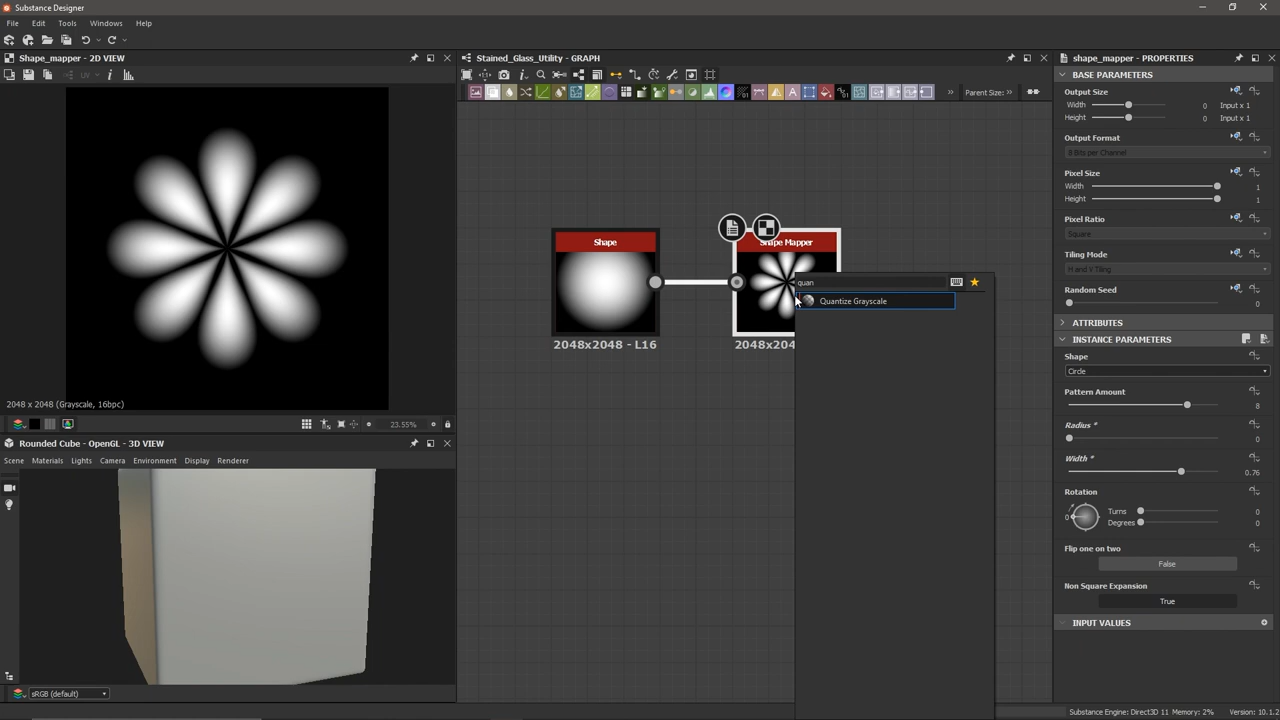 Substance Designer
File Edit Tools Windows Help
Shape_mapper - 2D VIEW
UV
2048 x 2048 (Grayscale, 16bpc)
23.55%
Rounded Cube - OpenGL - 3D VIEW
Scene Materials Lights Camera Environment Display Renderer
sRGB (default)
Stained_Glass_Utility - GRAPH
Parent Size:
Shape
2048x2048 - L16
Shape Mapper
2048x204
quan
Quantize Grayscale
shape_mapper - PROPERTIES
BASE PARAMETERS
Output Size
Width 0 Input x 1
Height 0 Input x 1
Output Format
8 Bits per Channel
Pixel Size
Width 1
Height 1
Pixel Ratio
Square
Tiling Mode
H and V Tiling
Random Seed
0
ATTRIBUTES
INSTANCE PARAMETERS
Shape
Circle
Pattern Amount
8
Radius *
0
Width *
0.76
Rotation
0
Turns 0
Degrees 0
Flip one on two
False
Non Square Expansion
True
INPUT VALUES
Substance Engine: Direct3D 11 Memory: 2% Version: 10.1.2